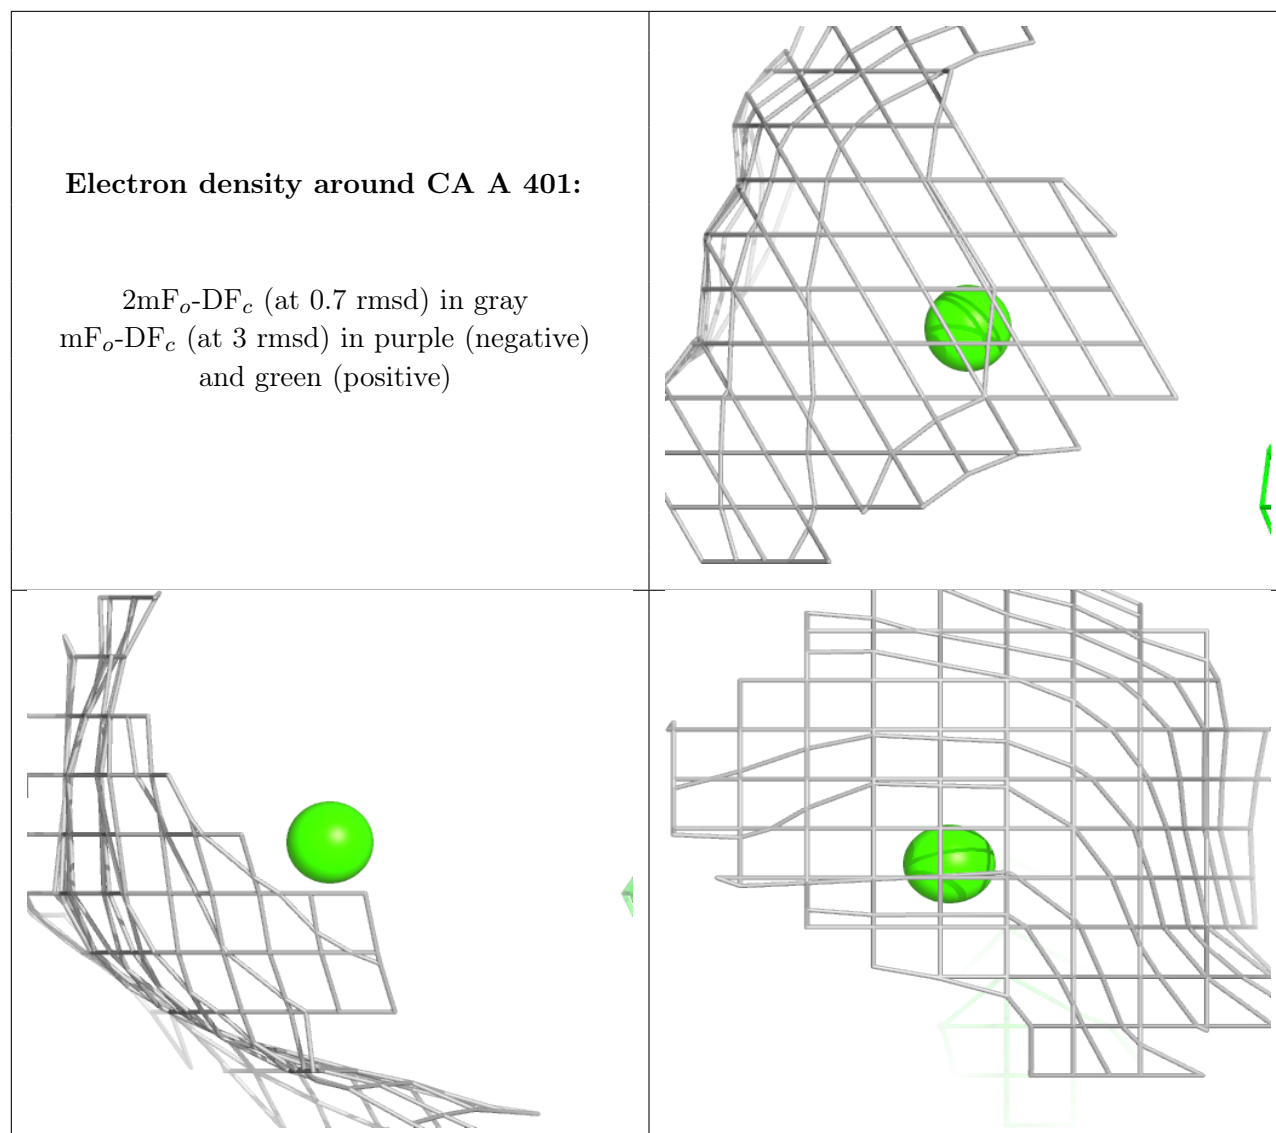 Electron density around CA A 401:
2mFo-DFc (at 0.7 rmsd) in gray
mFo-DFc (at 3 rmsd) in purple (negative)
and green (positive)